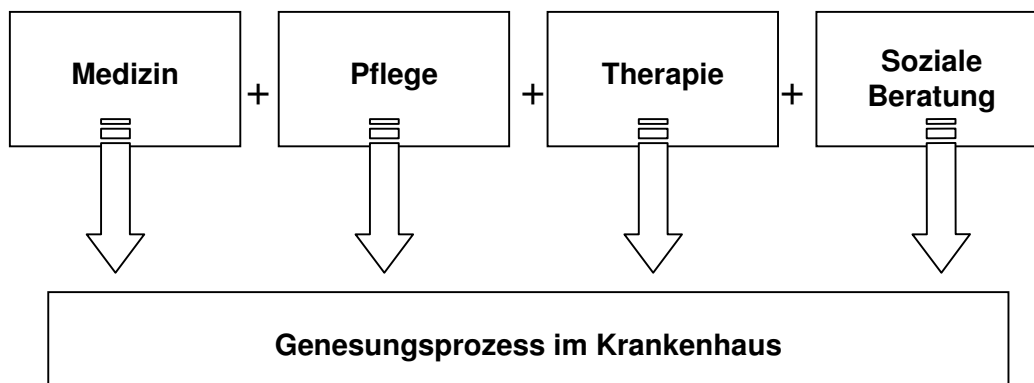 Medizin
+
Pflege
+
Therapie
+
Soziale
Beratung
Genesungsprozess im Krankenhaus